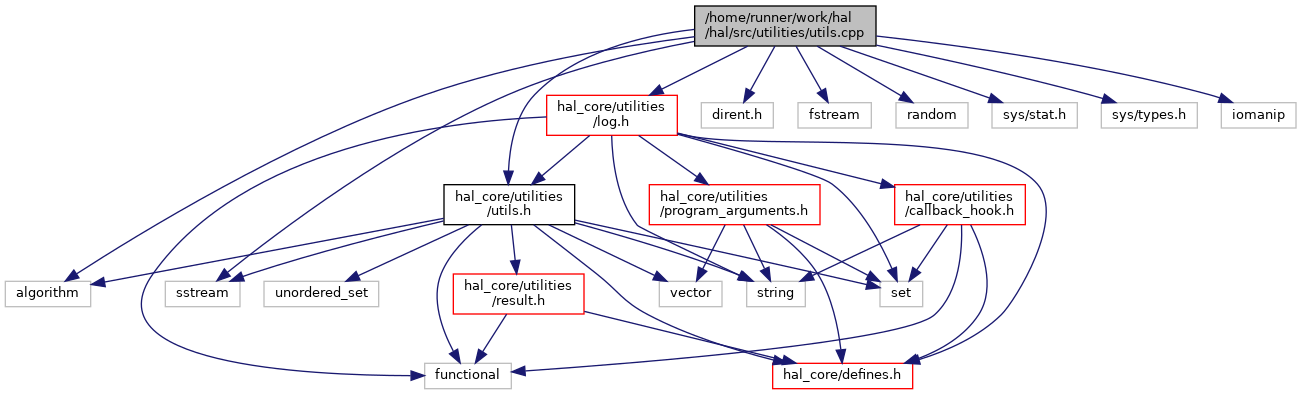 /home/runner/work/hal
/hal/src/utilities/utils.cpp
hal_core/utilities
/log.h
dirent.h
fstream
random
sys/stat.h
sys/types.h
iomanip
hal_core/utilities
/utils.h
hal_core/utilities
/program_arguments.h
hal_core/utilities
/callback_hook.h
algorithm
sstream
unordered_set
hal_core/utilities
/result.h
vector
string
set
functional
hal_core/defines.h